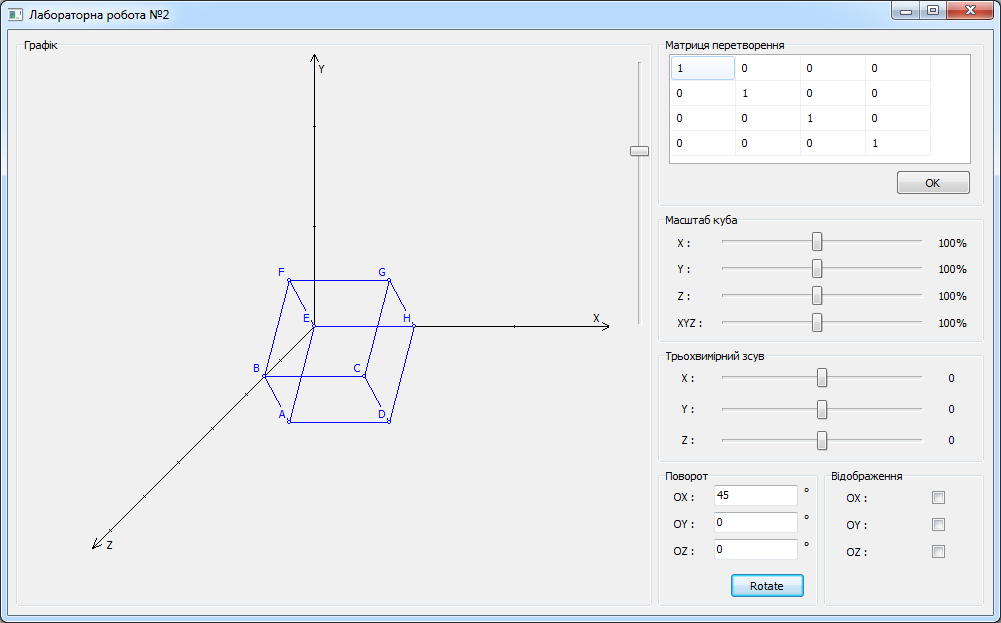 Лабораторна робота №2
Графік
Y
F G
E H X
B C
A D
Z
Матриця перетворення
1 0 0 0
0 1 0 0
0 0 1 0
0 0 0 1
OK
Масштаб куба
X : 100%
Y : 100%
Z : 100%
XYZ : 100%
Трьохвимірний зсув
X : 0
Y : 0
Z : 0
Поворот
OX : 45 °
OY : 0 °
OZ : 0 °
Rotate
Відображення
OX :
OY :
OZ :